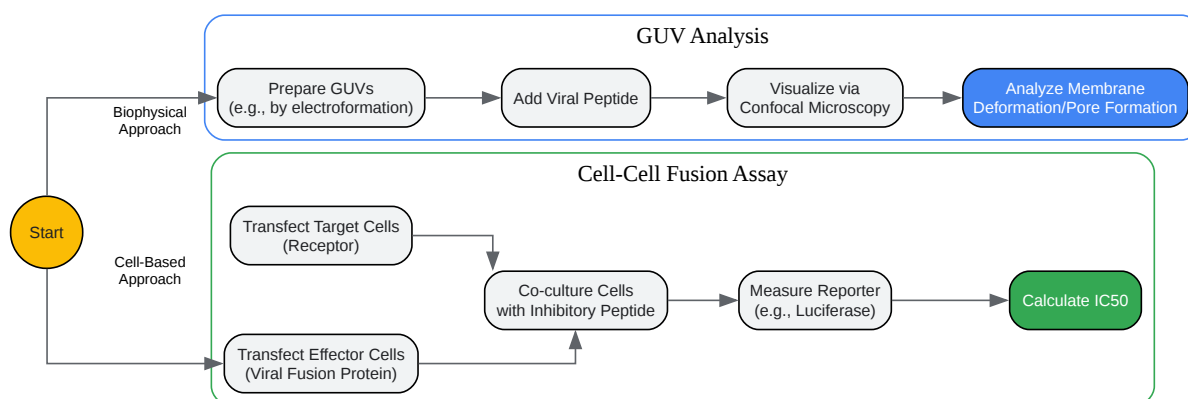 GUV Analysis
Prepare GUVs
(e.g., by electroformation)
Add Viral Peptide
Visualize via
Confocal Microscopy
Analyze Membrane
Deformation/Pore Formation
Biophysical
Approach
Cell-Cell Fusion Assay
Start
Transfect Target Cells
(Receptor)
Cell-Based
Approach
Co-culture Cells
with Inhibitory Peptide
Measure Reporter
(e.g., Luciferase)
Calculate IC50
Transfect Effector Cells
(Viral Fusion Protein)